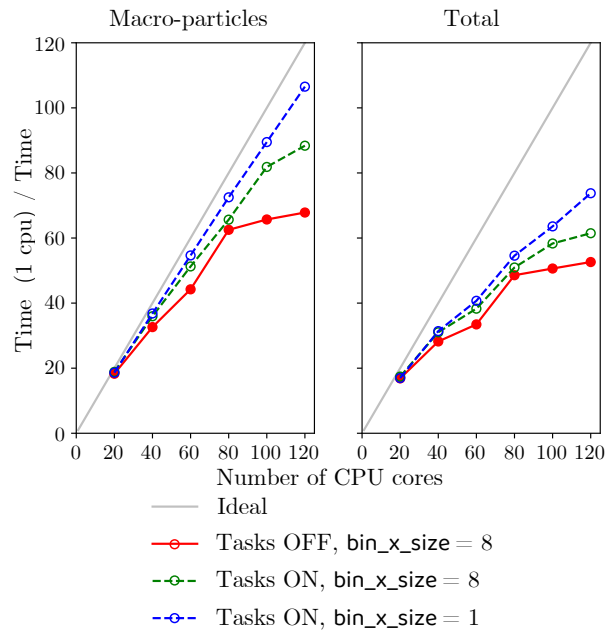 Macro-particles Total
Time (1 cpu) / Time
120
100
80
60
40
20
0
0 20 40 60 80 100 120
0 20 40 60 80 100 120
Number of CPU cores
Ideal
Tasks OFF, bin_x_size = 8
Tasks ON, bin_x_size = 8
Tasks ON, bin_x_size = 1